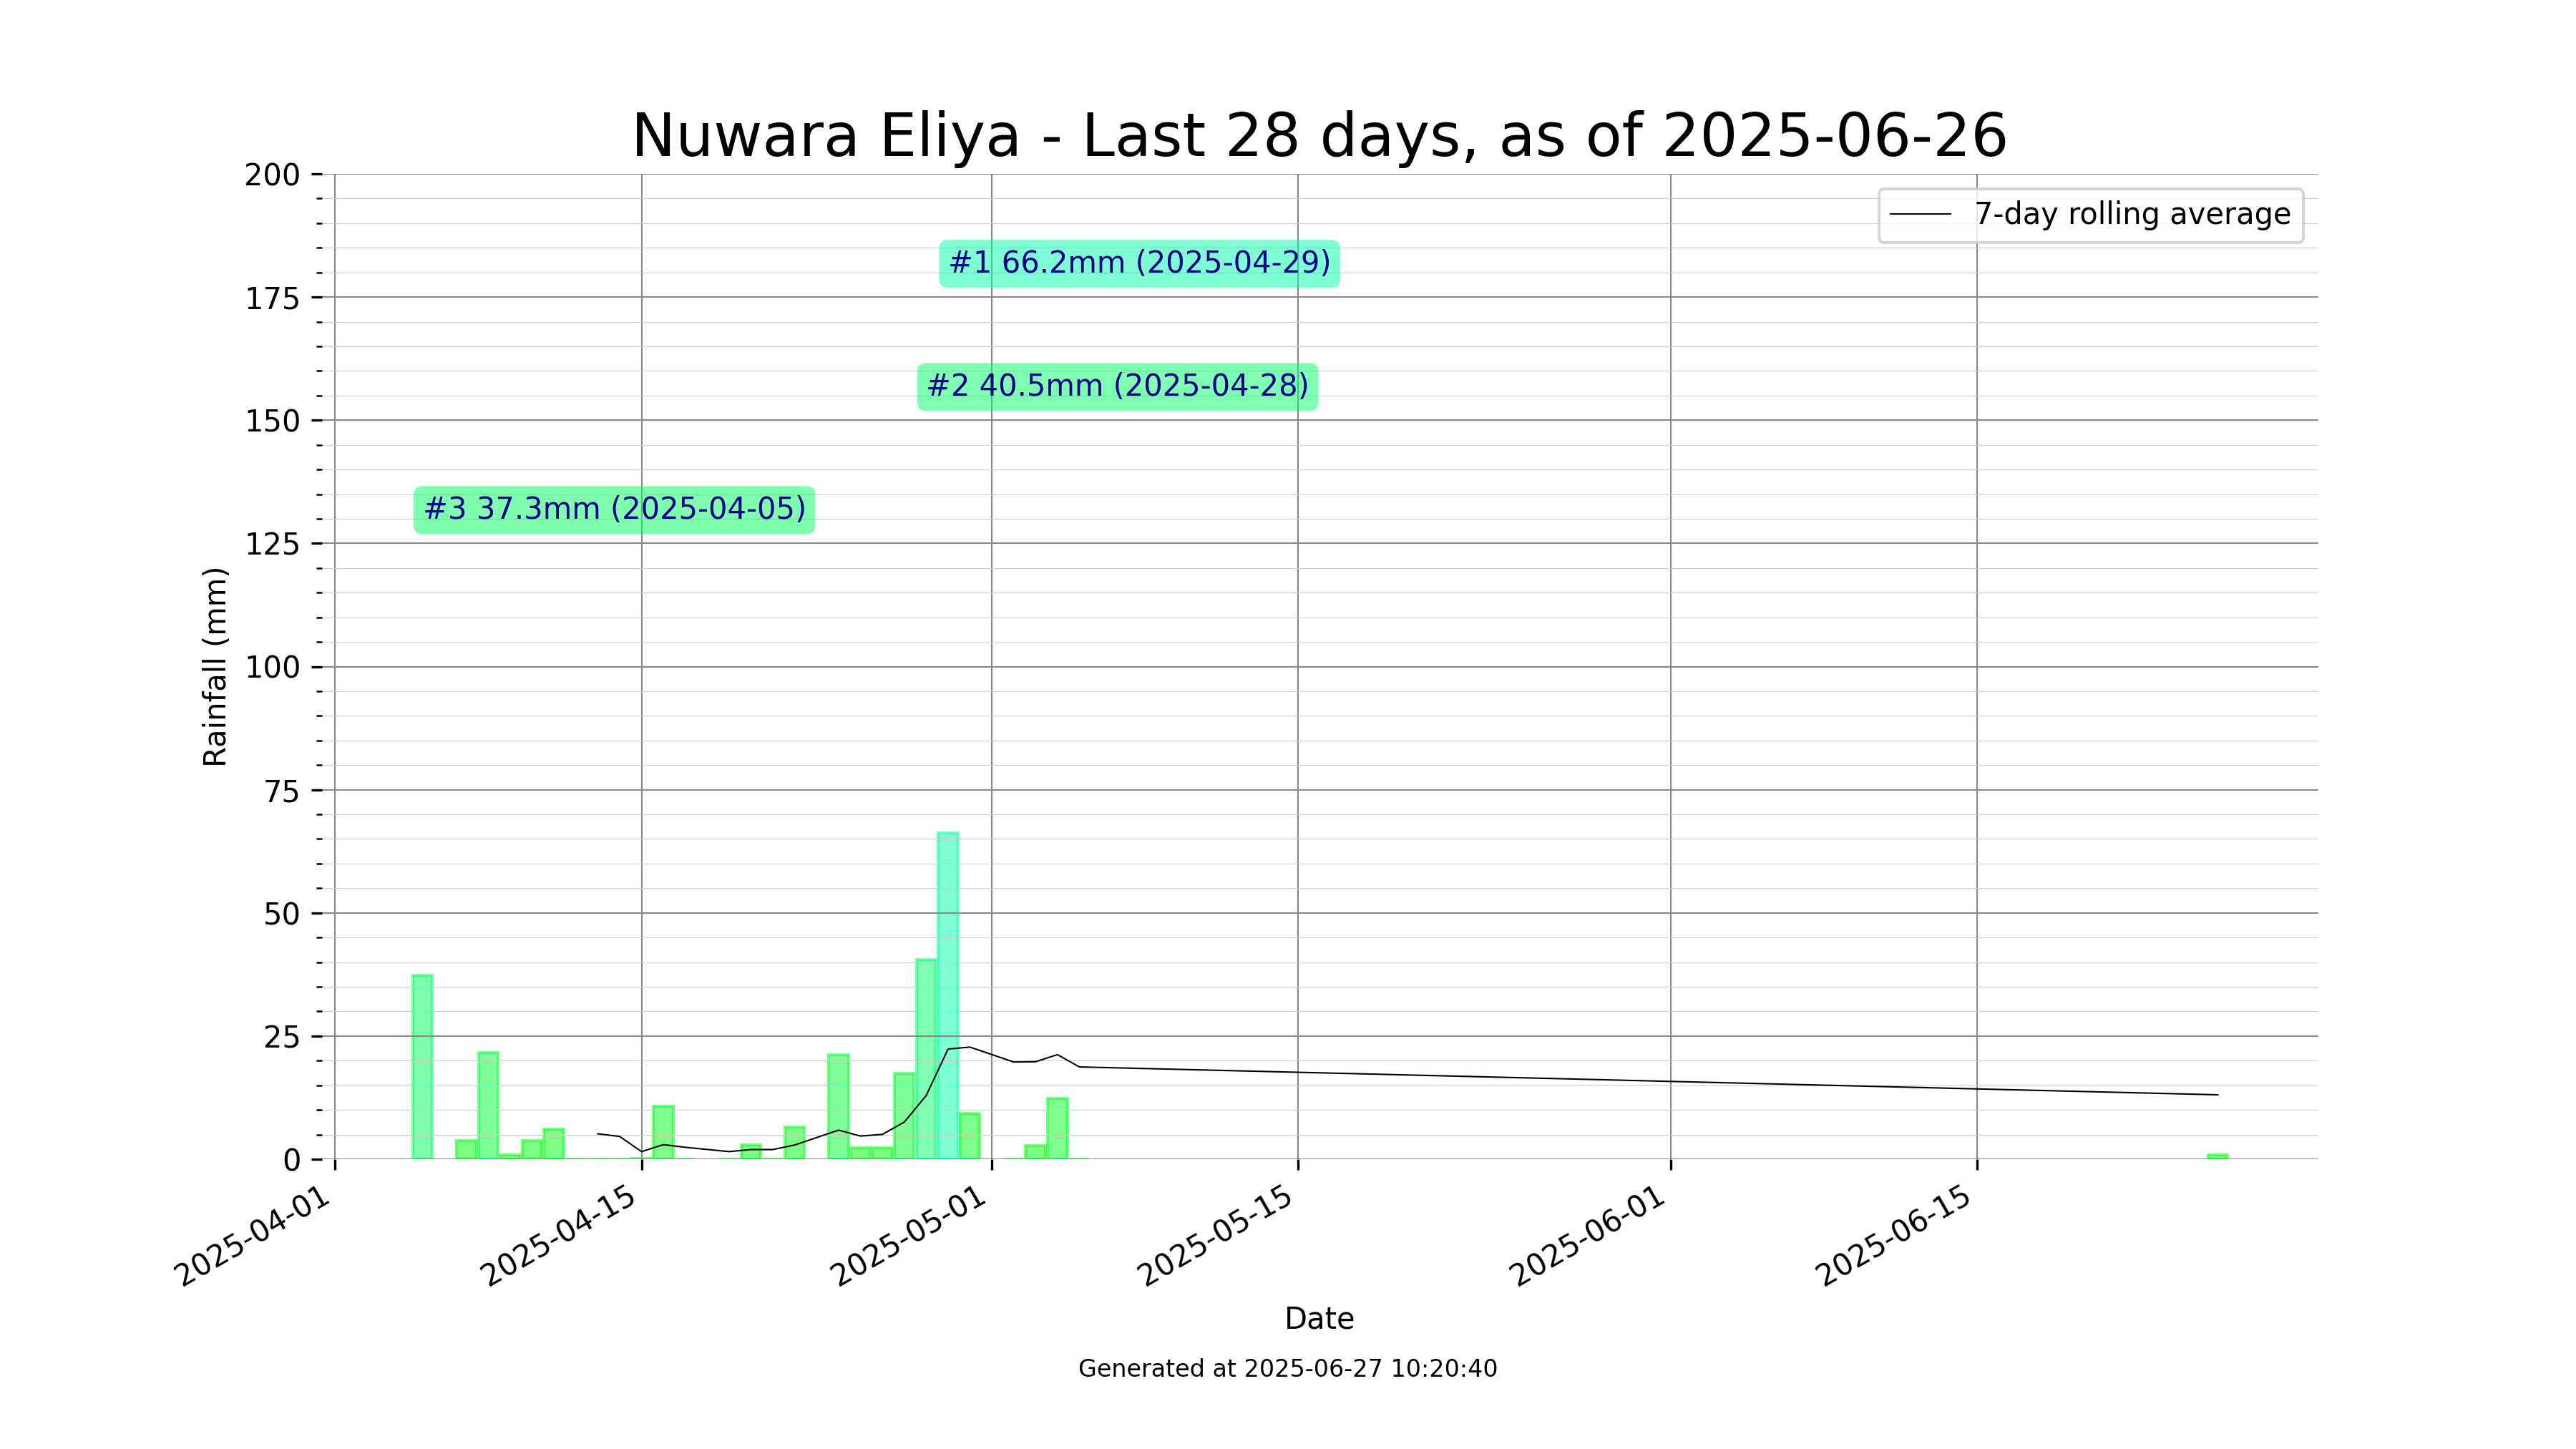 Nuwara Eliya - Last 28 days, as of 2025-06-26
7-day rolling average
#1 66.2mm (2025-04-29)
#2 40.5mm (2025-04-28)
#3 37.3mm (2025-04-05)
Rainfall (mm)
200
175
150
125
100
75
50
25
0
2025-04-01
2025-04-15
2025-05-01
2025-05-15
2025-06-01
2025-06-15
Date
Generated at 2025-06-27 10:20:40